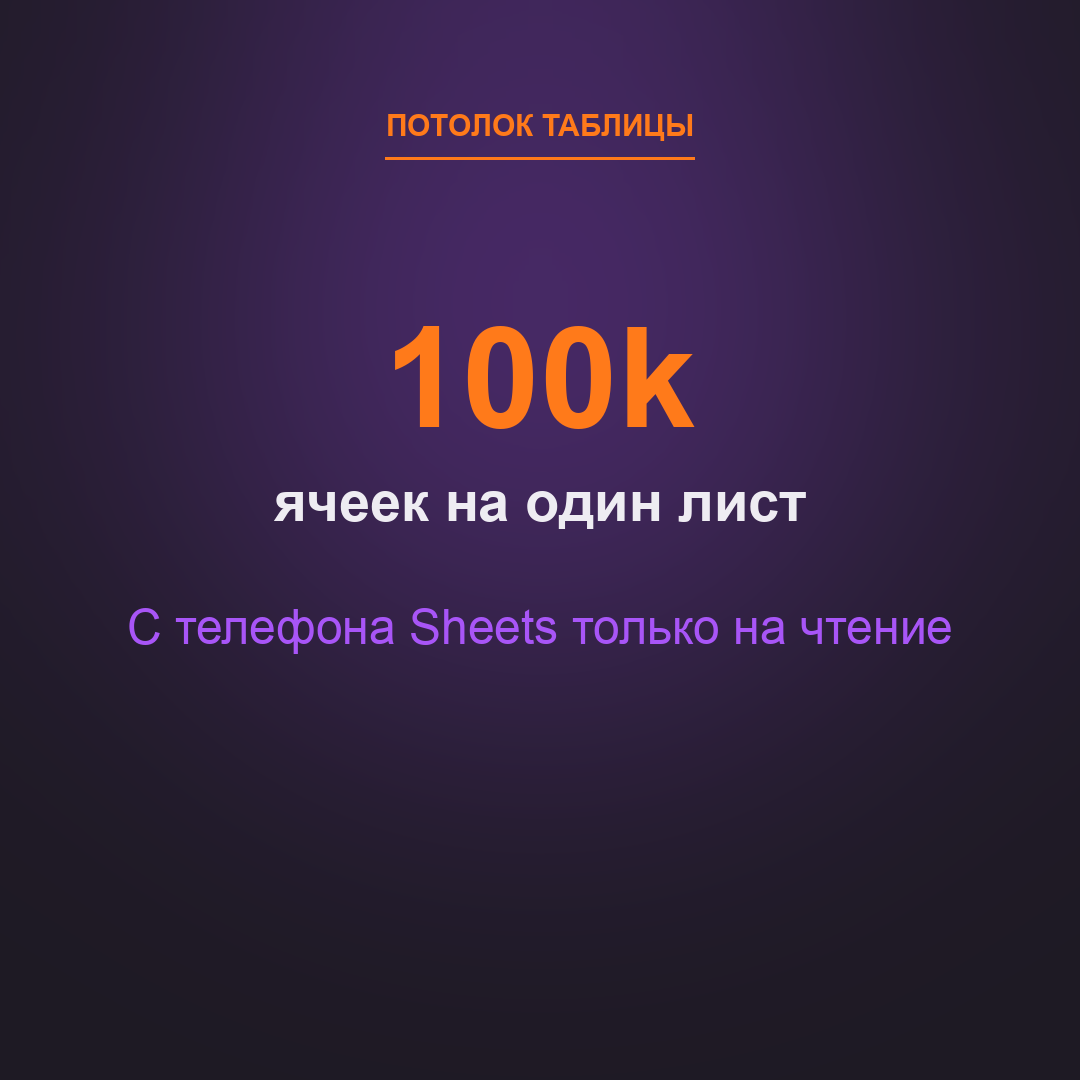 ПОТОЛОК ТАБЛИЦЫ
100k
ячеек на один лист
С телефона Sheets только на чтение